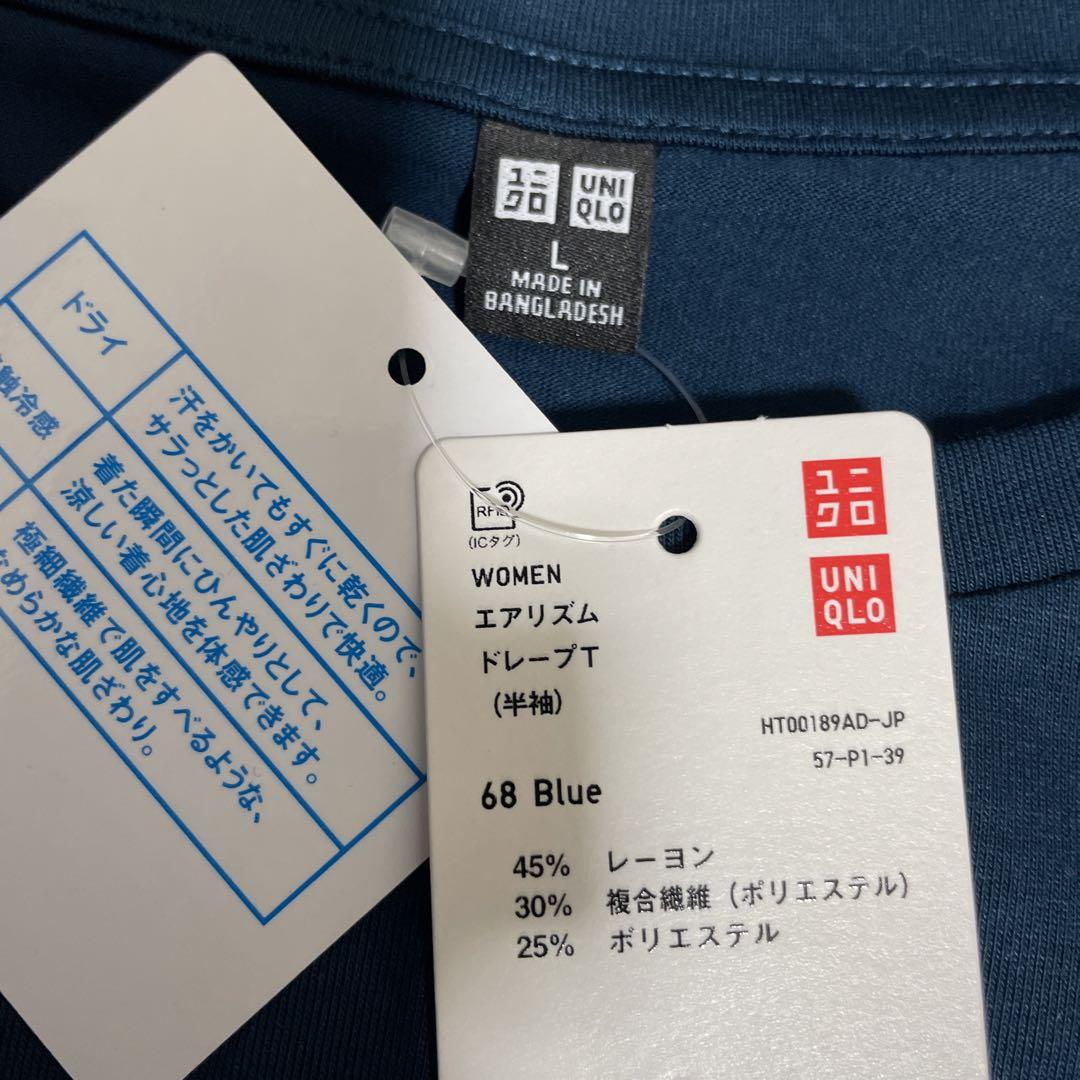 ユニ
クロ
UNI
QLO
L
MADE IN
BANGLADESH
ドライ
汗をかいてもすぐに乾くので、
サラっとした肌ざわりで快適。
触冷感
着た瞬間にひんやりとして、
涼しい着心地を体感できます。
極細繊維で肌をすべるような、
なめらかな肌ざわり。
RFID
(ICタグ)
WOMEN
エアリズム
ドレープT
(半袖)
ユニ
クロ
UNI
QLO
HT00189AD-JP
57-P1-39
68 Blue
45% レーヨン
30% 複合繊維 (ポリエステル)
25% ポリエステル